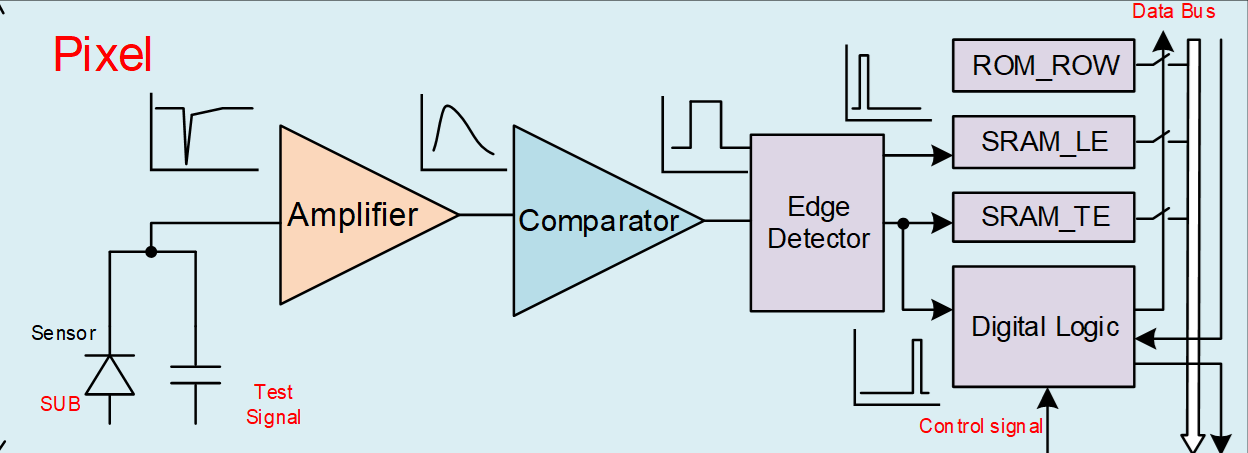 Pixel
Data Bus
ROM_ROW
SRAM_LE
SRAM_TE
Amplifier
Comparator
Edge
Detector
Digital Logic
Sensor
SUB
Test
Signal
Control signal